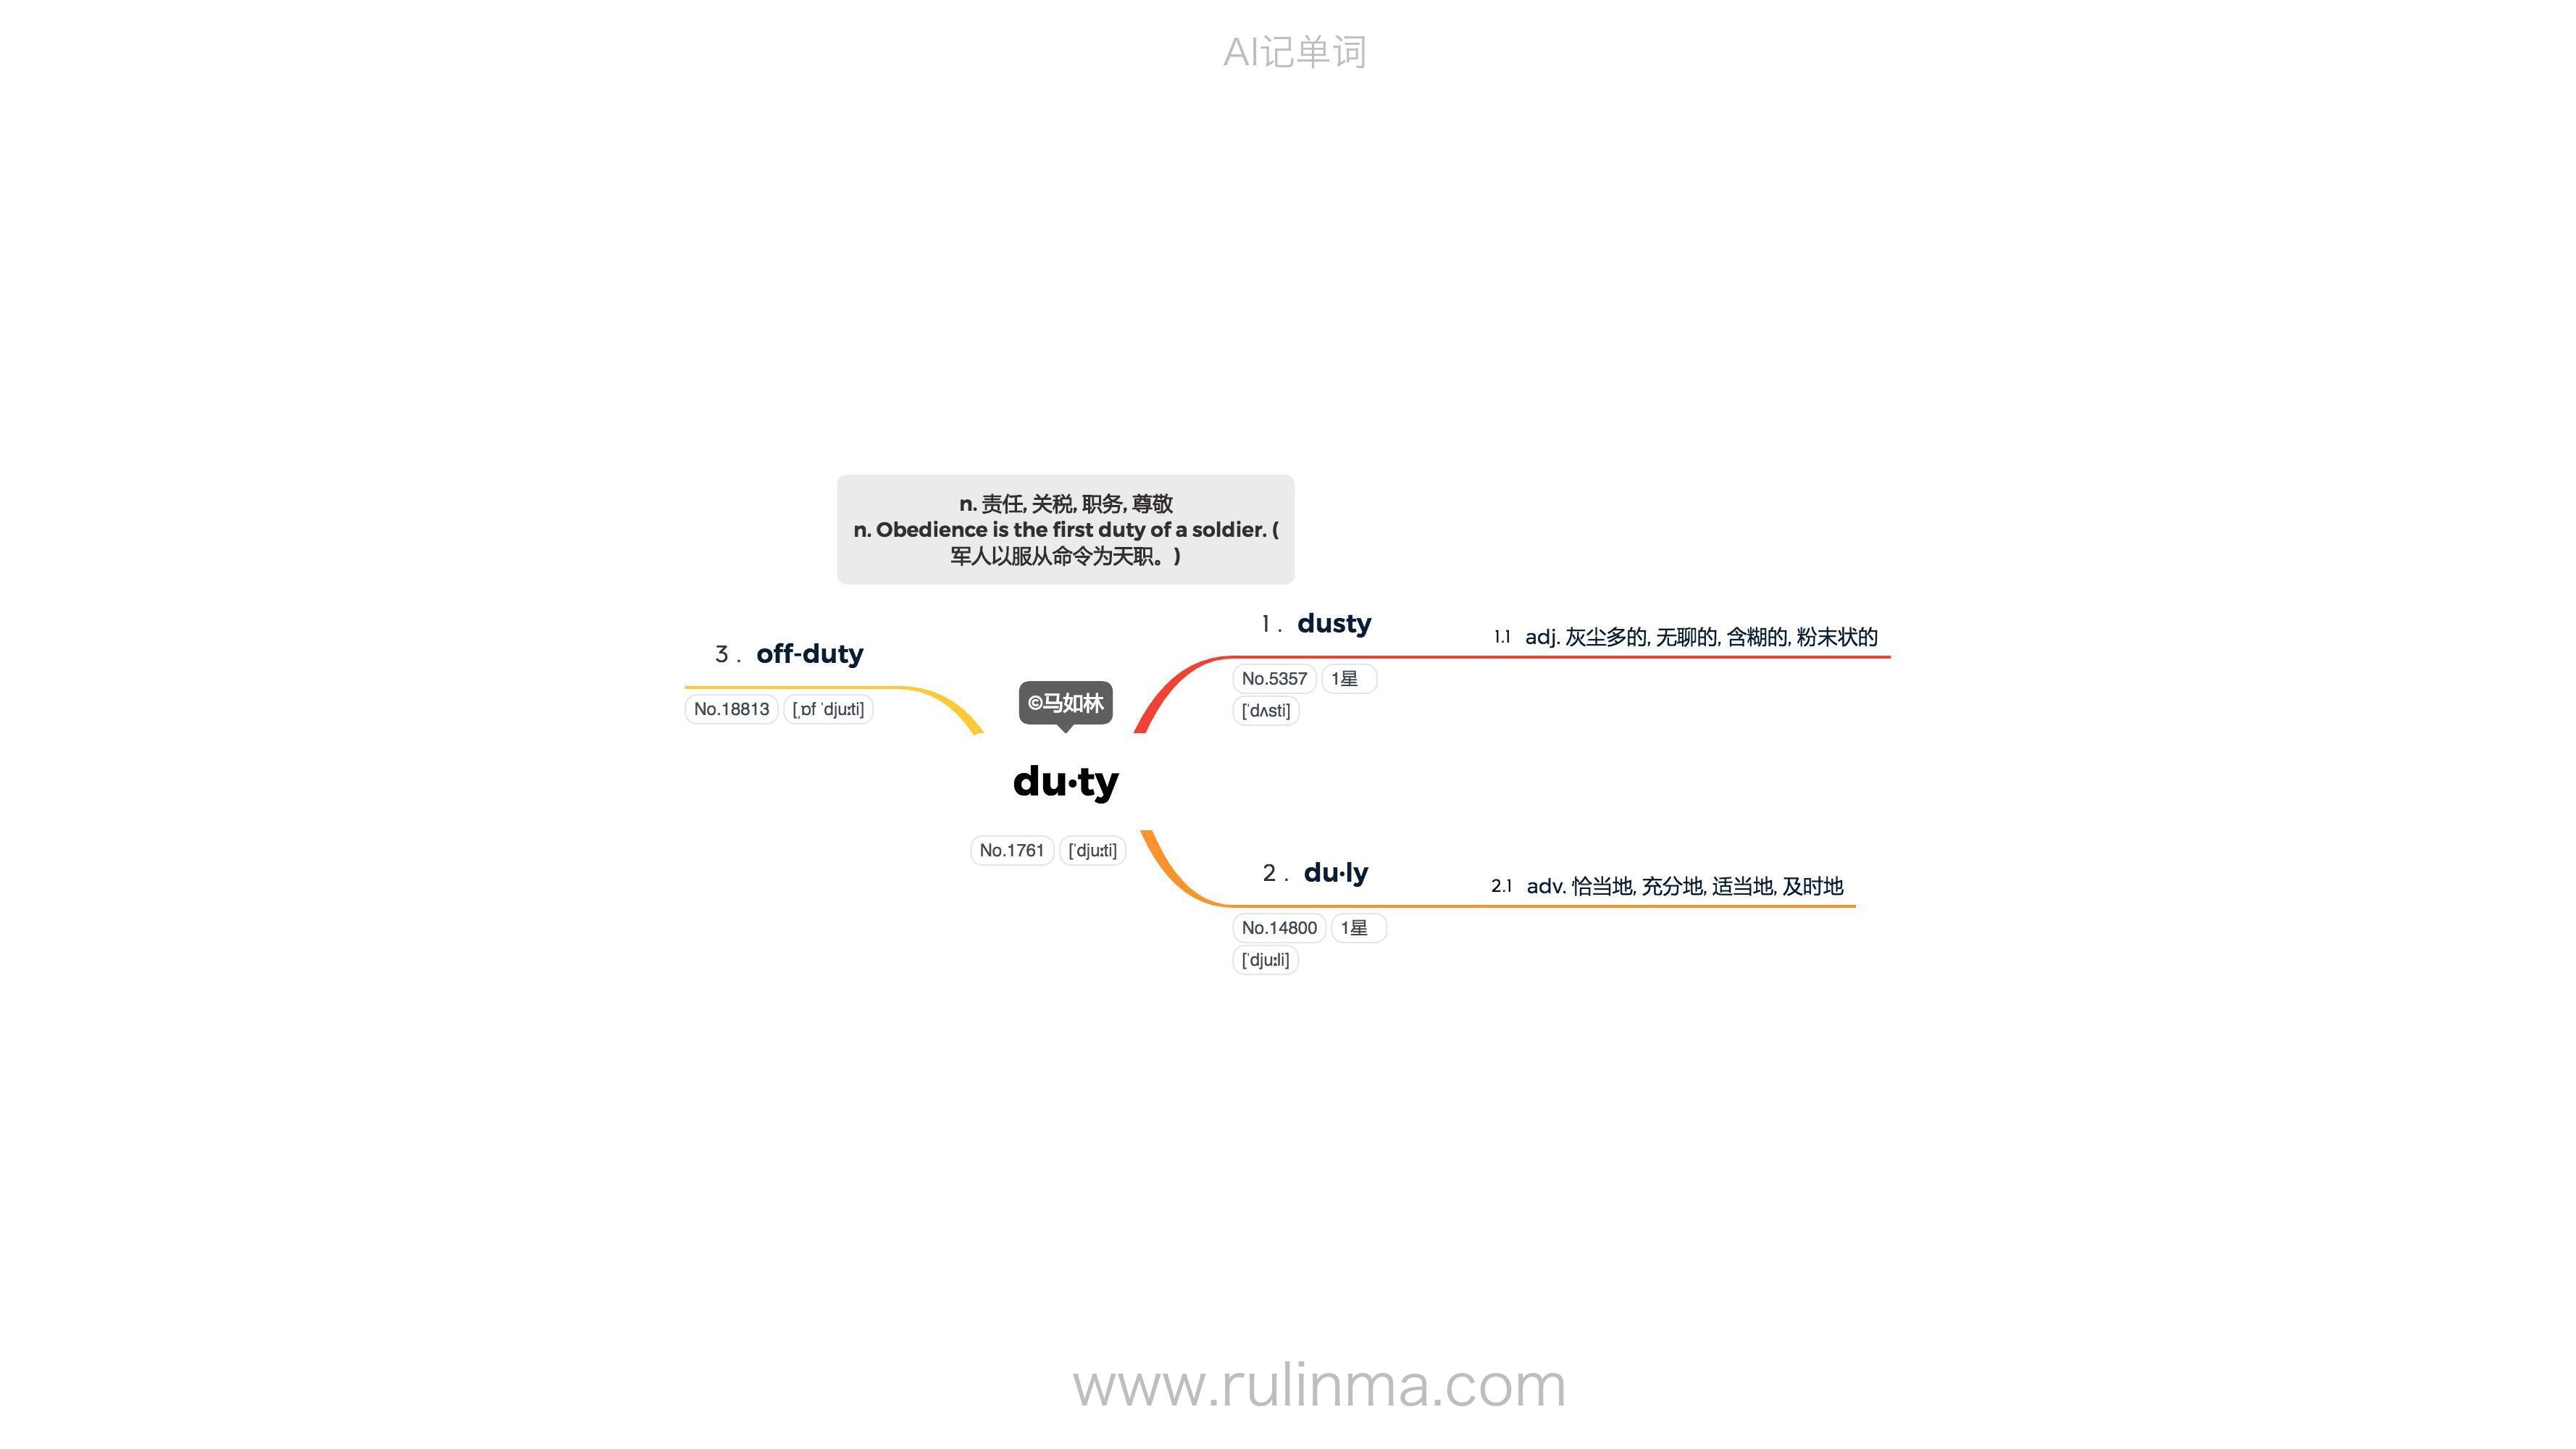 AI记单词
n. 责任, 关税, 职务, 尊敬
n. Obedience is the first duty of a soldier. (
军人以服从命令为天职。)
©马如林
du·ty
No.1761 [ˈdjuːti]
1 . dusty
No.5357 1星
[ˈdʌsti]
1.1 adj. 灰尘多的, 无聊的, 含糊的, 粉末状的
2 . du·ly
No.14800 1星
[ˈdjuːli]
2.1 adv. 恰当地, 充分地, 适当地, 及时地
3 . off-duty
No.18813 [ˌɒf ˈdjuːti]
www.rulinma.com